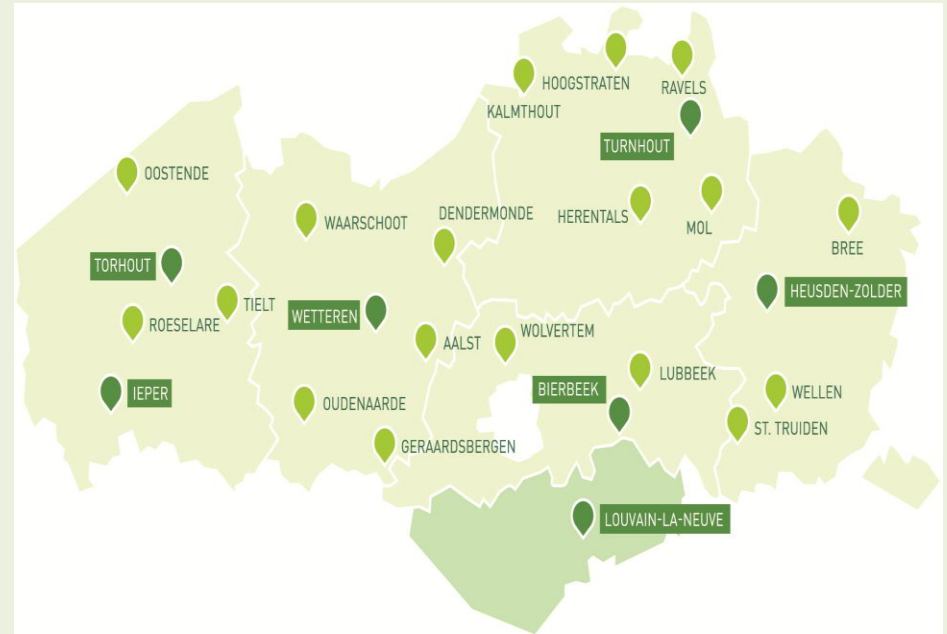 HOOGSTRATEN
RAVELS
KALMTHOUT
TURNHOUT
OOSTENDE
WAARSCHOOT
DENDERMONDE
HERENTALS
MOL
BREE
TORHOUT
TIELT
WETTEREN
HEUSDEN-ZOLDER
ROESELARE
AALST
WOLVERTEM
LUBBEEK
IEPER
OUDENAARDE
BIERBEEK
WELLEN
ST. TRUIDEN
GERAARDSBERGEN
LOUVAIN-LA-NEUVE